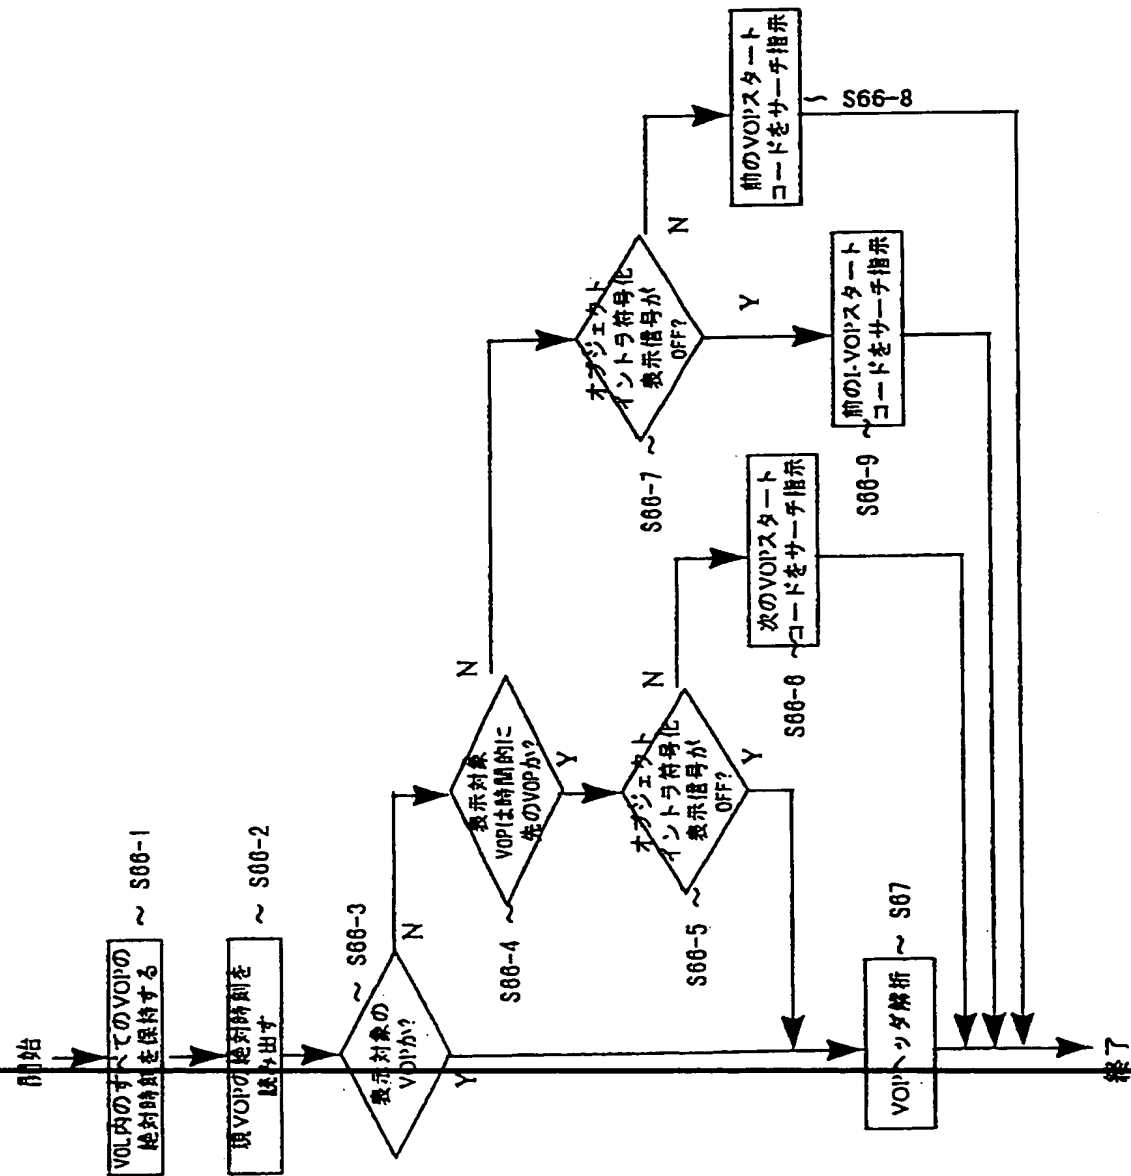 開始
VOL内のすべてのVOPの
絶対時刻を保持する
~ S66-1
現VOPの絶対時刻を
読み出す
~ S66-2
表示対象の
VOPか?
~ S66-3
N
Y
表示対象
VOPは時間的に
先のVOPか?
S66-4 ~
N
Y
オブジェクト
イントラ符号化
表示信号が
OFF?
S66-5 ~
N
Y
次のVOPスタート
コードをサーチ指示
S66-6 ~
オブジェクト
イントラ符号化
表示信号が
OFF?
S66-7 ~
N
Y
前のVOPスタート
コードをサーチ指示
~ S66-8
前のI-VOPスタート
コードをサーチ指示
S66-9 ~
VOPヘッダ解析
~ S67
終了